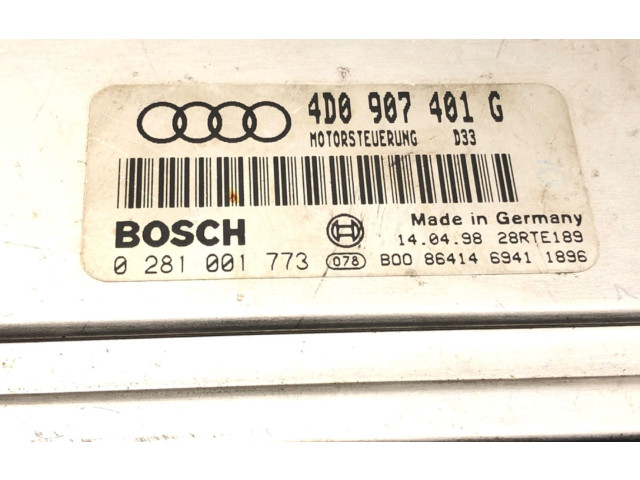 4D0 907 401 G
MOTORSTEUERUNG D33
BOSCH
Made in Germany
14.04.98 28RTE189
0 281 001 773 078 B00 86414 6941 1896